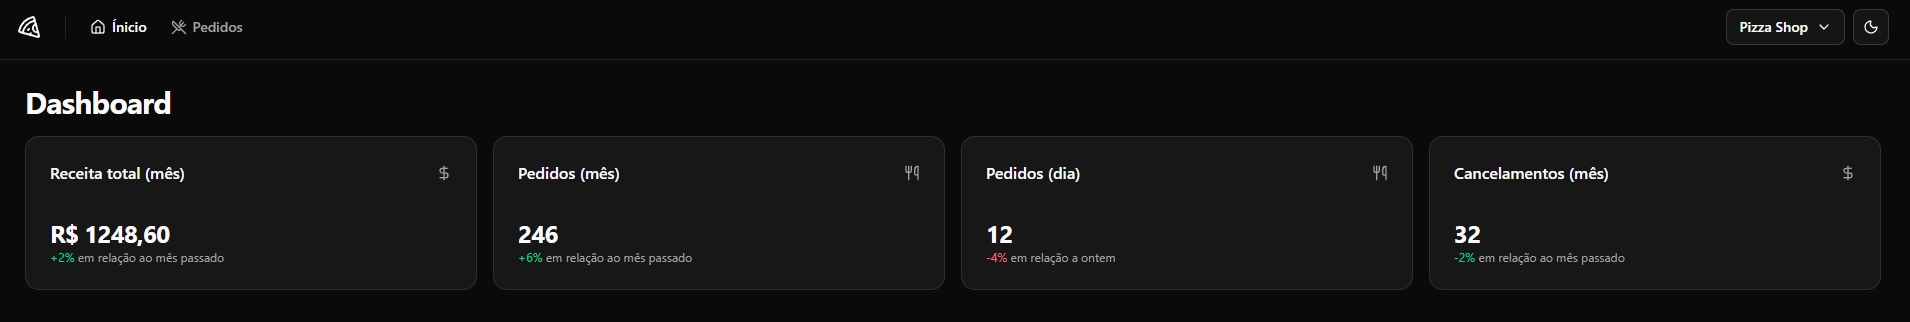 Ínicio
Pedidos
Pizza Shop
Dashboard
Receita total (mês)
R$ 1248,60
+2% em relação ao mês passado
Pedidos (mês)
246
+6% em relação ao mês passado
Pedidos (dia)
12
-4% em relação a ontem
Cancelamentos (mês)
32
-2% em relação ao mês passado